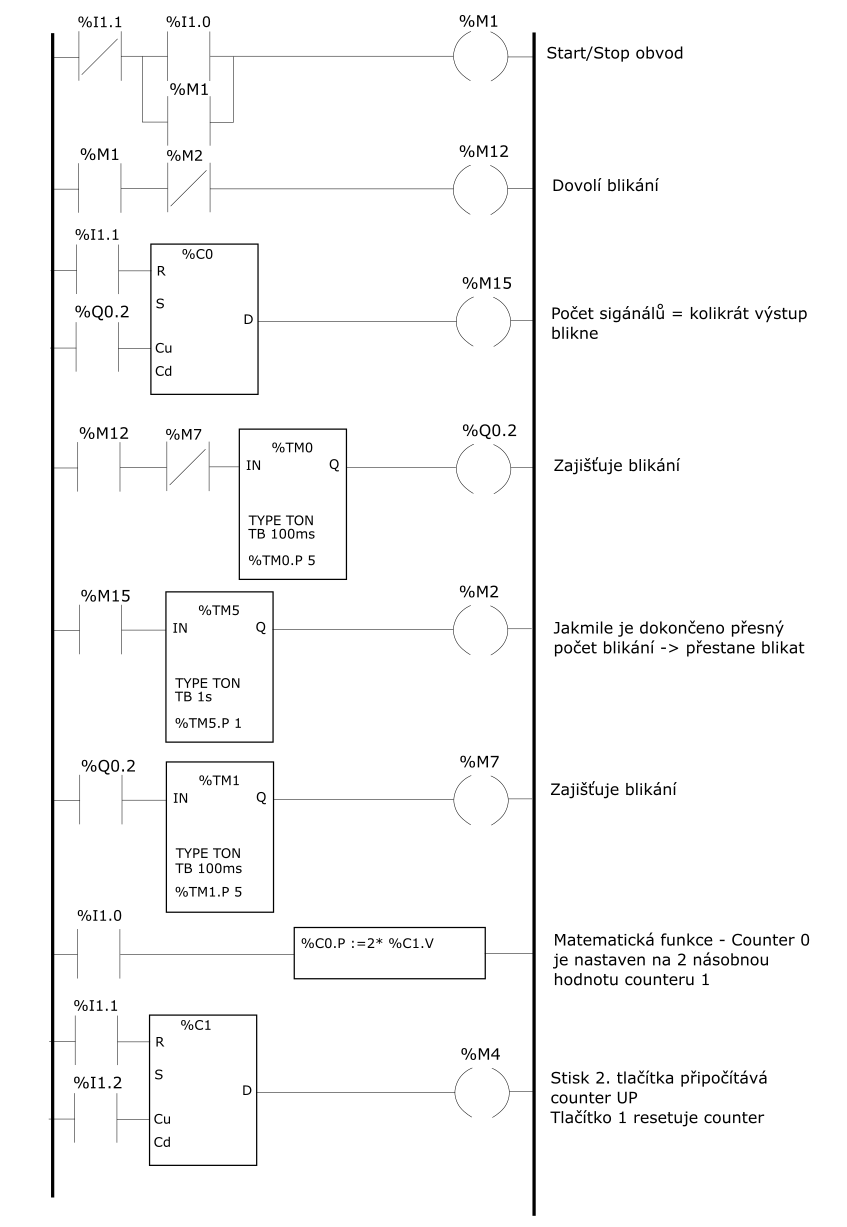 %I1.1
%I1.0
%M1
Start/Stop obvod
%M1
%M1
%M2
%M12
Dovolí blikání
%I1.1
%C0
R
S
%Q0.2
D
Cu
Cd
%M15
Počet sigánálů = kolikrát výstup
blikne
%M12
%M7
%TM0
IN
Q
TYPE TON
TB 100ms
%TM0.P 5
%Q0.2
Zajišťuje blikání
%M15
%TM5
IN
Q
TYPE TON
TB 1s
%TM5.P 1
%M2
Jakmile je dokončeno přesný
počet blikání -> přestane blikat
%Q0.2
%TM1
IN
Q
TYPE TON
TB 100ms
%TM1.P 5
%M7
Zajišťuje blikání
%I1.0
%C0.P :=2* %C1.V
Matematická funkce - Counter 0
je nastaven na 2 násobnou
hodnotu counteru 1
%I1.1
%C1
R
S
%I1.2
D
Cu
Cd
%M4
Stisk 2. tlačítka připočítává
counter UP
Tlačítko 1 resetuje counter